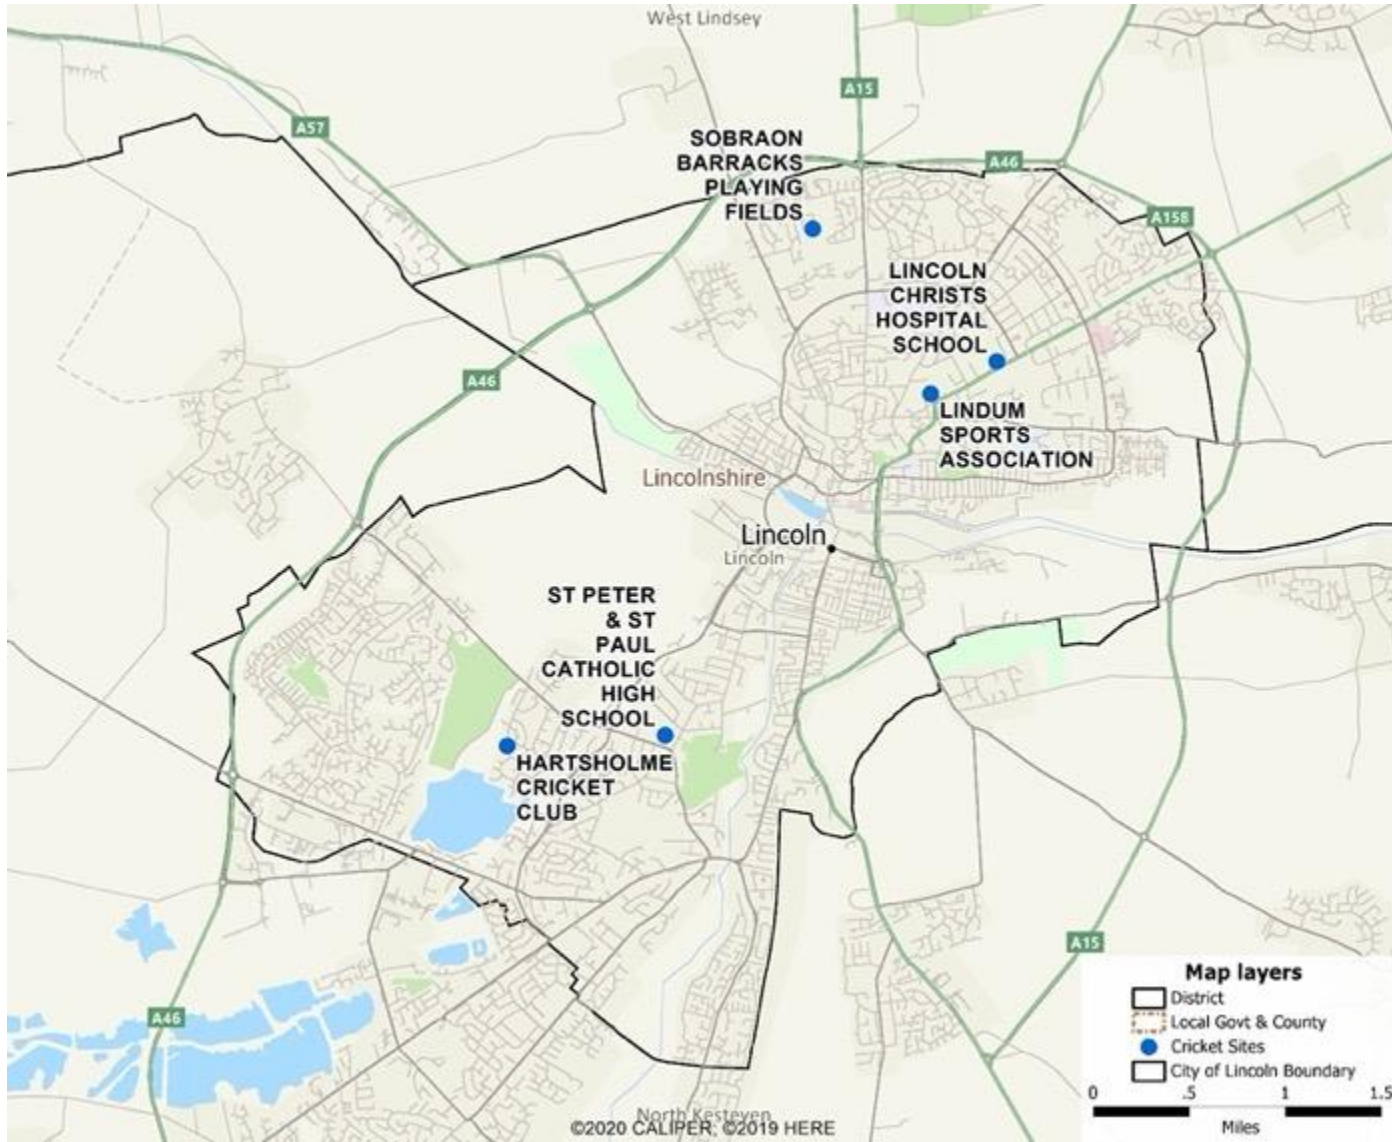 West Lindsey
A15
A57
SOBRAON
BARRACKS
PLAYING
FIELDS
A46
A158
LINCOLN
CHRISTS
HOSPITAL
SCHOOL
A46
LINDUM
SPORTS
ASSOCIATION
Lincolnshire
Lincoln
Lincoln
ST PETER
& ST
PAUL
CATHOLIC
HIGH
SCHOOL
HARTSHOLME
CRICKET
CLUB
A15
A46
Map layers
District
Local Govt & County
Cricket Sites
City of Lincoln Boundary
0 .5 1 1.5
Miles
North Kesteven
©2020 CALIPER, ©2019 HERE